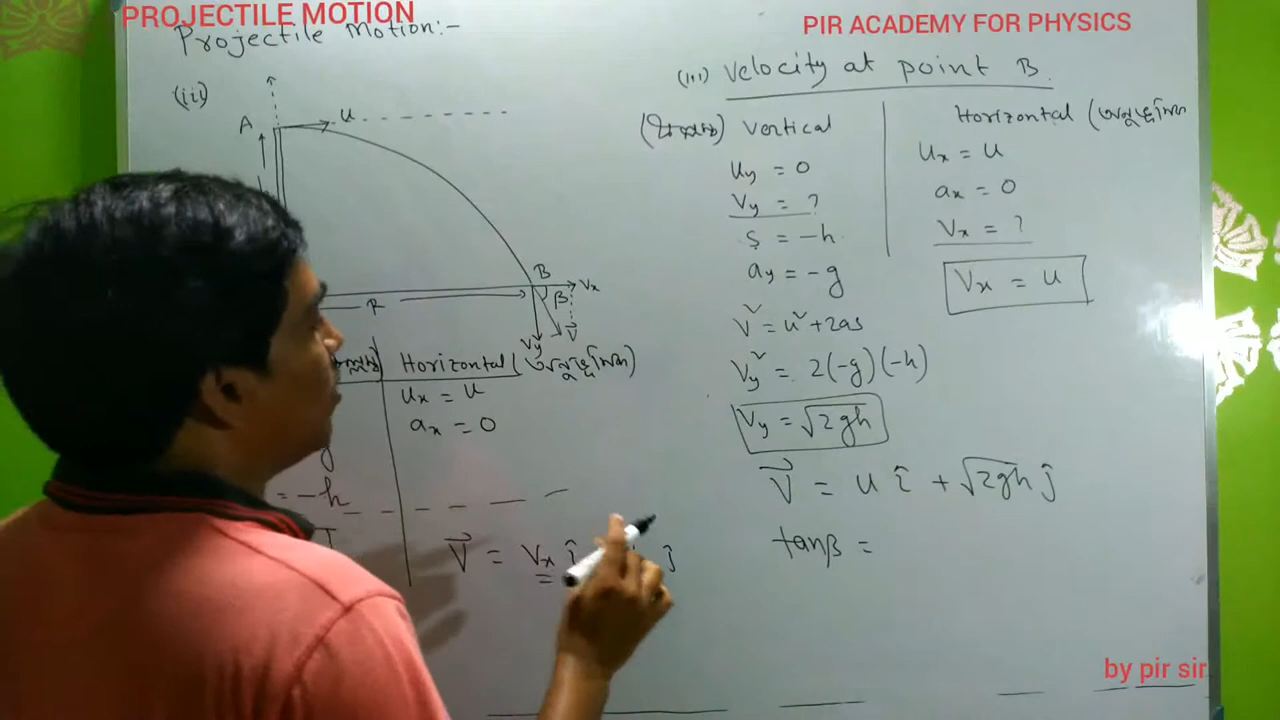 PROJECTILE MOTION
PIR ACADEMY FOR PHYSICS
Projectile Motion:-
(ii)
A
u
B
Vx
β
V⃗
Vy
R
Horizontal
ux = u
ax = 0
= -h
V⃗ = Vx î ĵ
(iii) Velocity at point B.
Vertical
uy = 0
Vy = ?
s = -h
ay = -g
v² = u² + 2as
Vy² = 2(-g)(-h)
Vy = √2gh
Horizontal
ux = u
ax = 0
Vx = ?
Vx = u
V⃗ = u î + √2gh ĵ
tanβ =
by pir sir